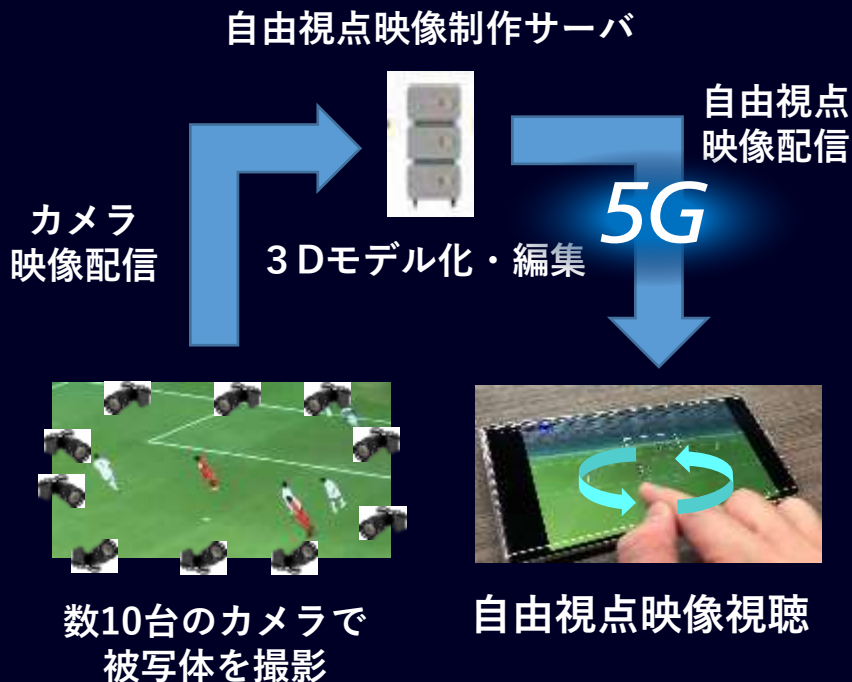 自由視点映像制作サーバ
自由視点
映像配信
5G
カメラ
映像配信
３Dモデル化・編集
数10台のカメラで
被写体を撮影
自由視点映像視聴